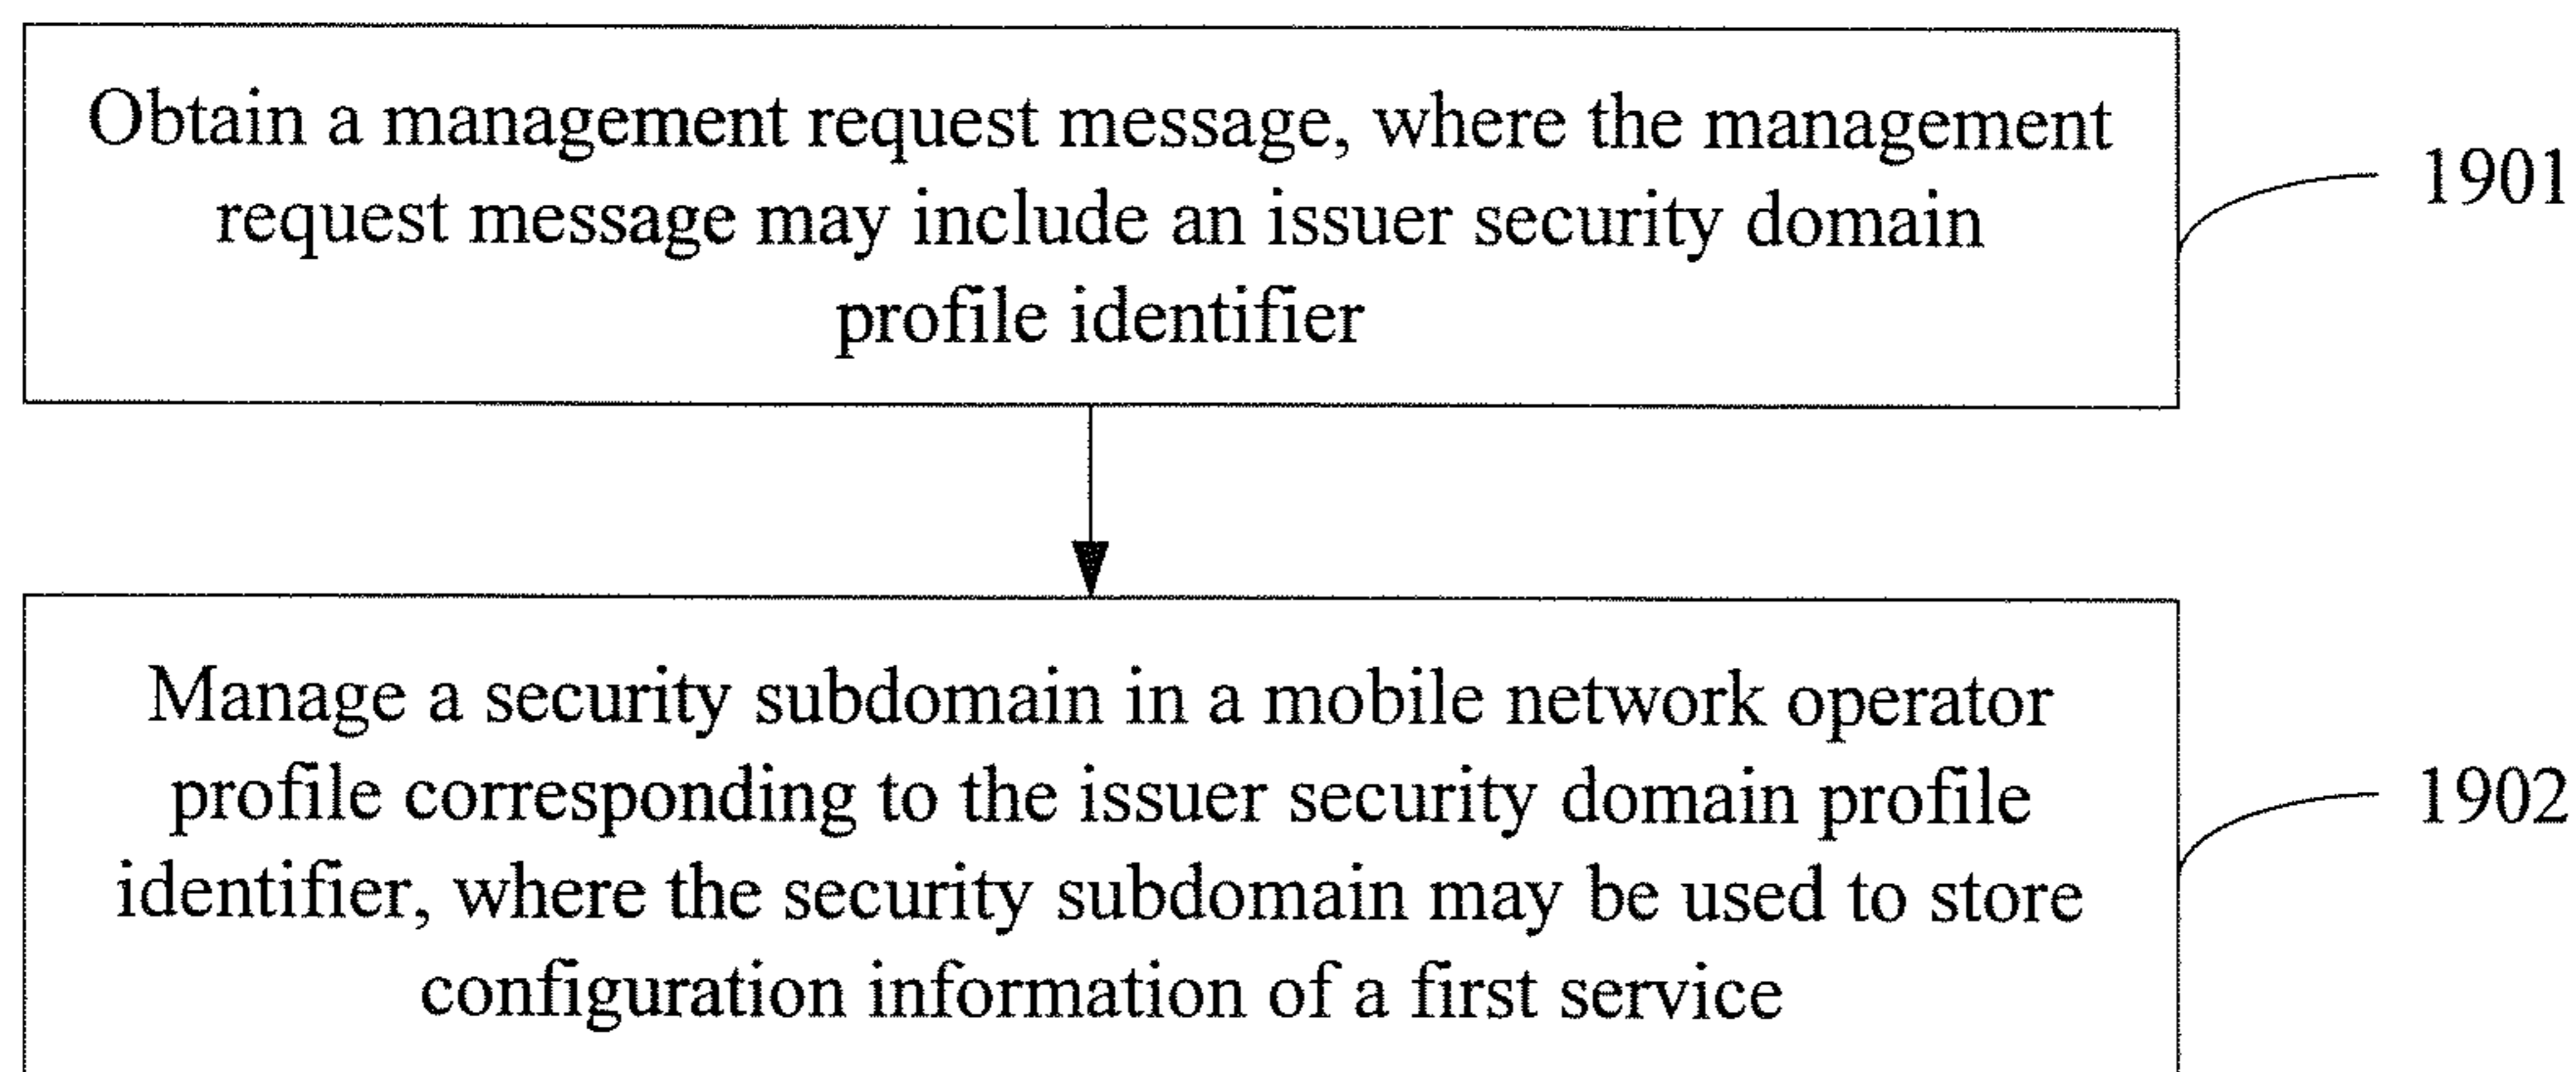 Obtain a management request message, where the management
request message may include an issuer security domain
profile identifier
1901
Manage a security subdomain in a mobile network operator
profile corresponding to the issuer security domain profile
identifier, where the security subdomain may be used to store
configuration information of a first service
1902